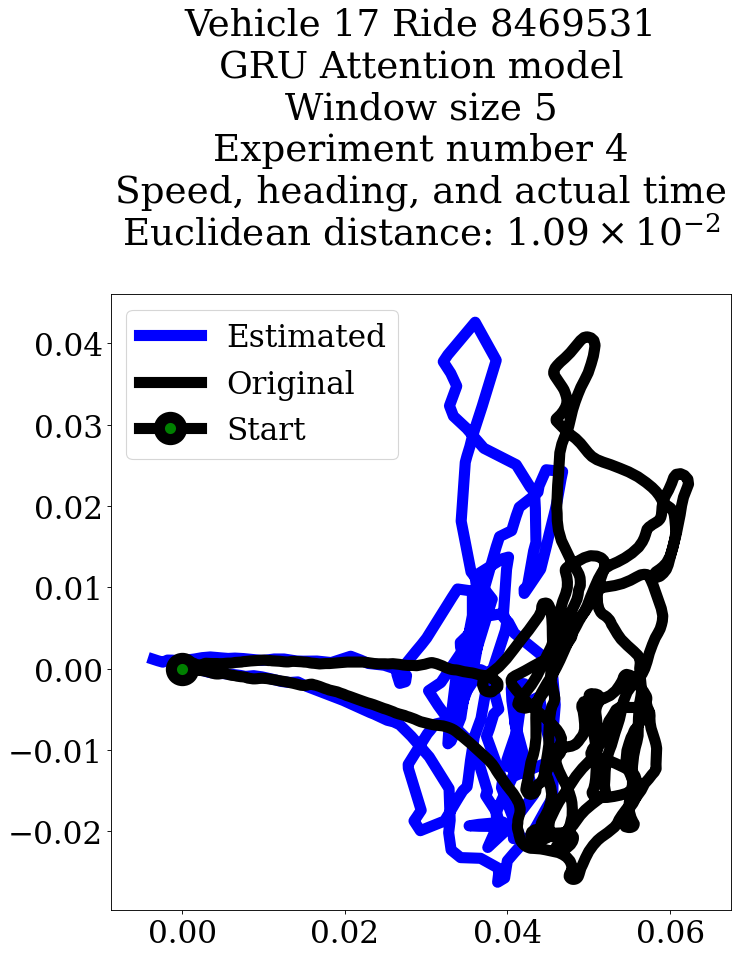 Vehicle 17 Ride 8469531
GRU Attention model
Window size 5
Experiment number 4
Speed, heading, and actual time
Euclidean distance: 1.09 × 10⁻²
Estimated
Original
Start
0.04
0.03
0.02
0.01
0.00
−0.01
−0.02
0.00 0.02 0.04 0.06